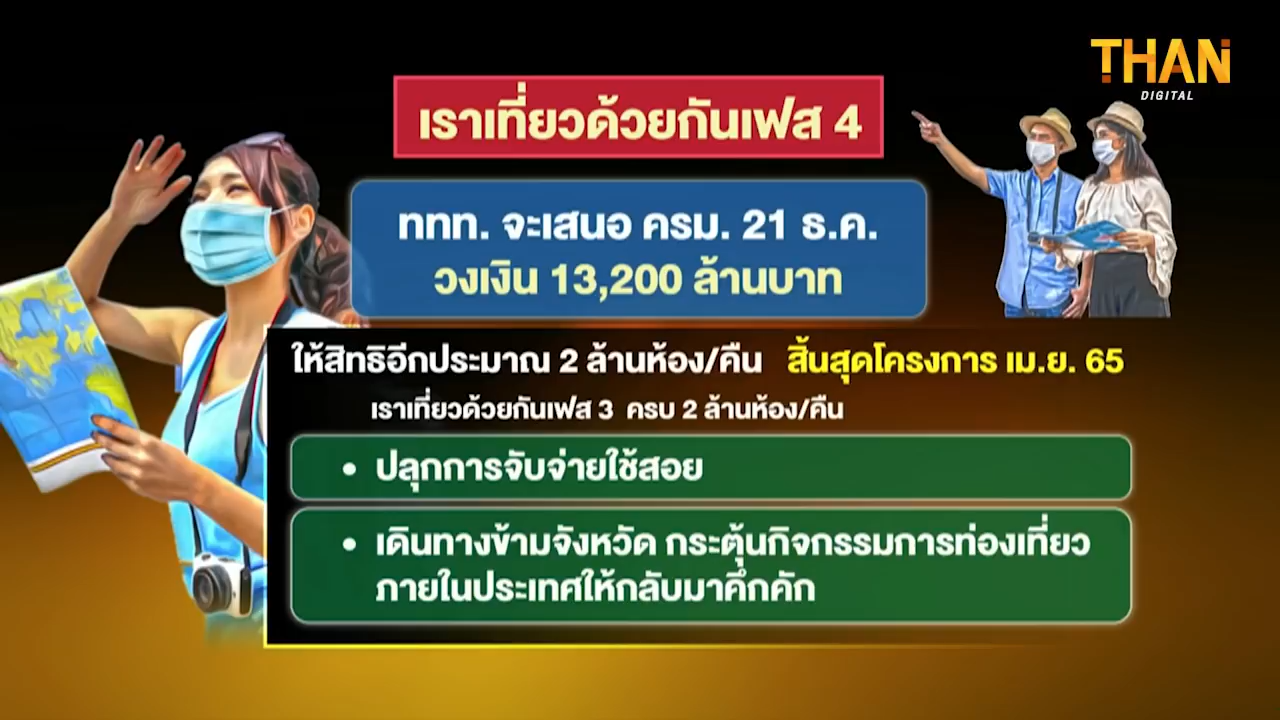 THAN
DIGITAL
เราเที่ยวด้วยกันเฟส 4
ททท. จะเสนอ ครม. 21 ธ.ค.
วงเงิน 13,200 ล้านบาท
ให้สิทธิอีกประมาณ 2 ล้านห้อง/คืน สิ้นสุดโครงการ เม.ย. 65
เราเที่ยวด้วยกันเฟส 3 ครบ 2 ล้านห้อง/คืน
• ปลุกการจับจ่ายใช้สอย
• เดินทางข้ามจังหวัด กระตุ้นกิจกรรมการท่องเที่ยว
ภายในประเทศให้กลับมาคึกคัก